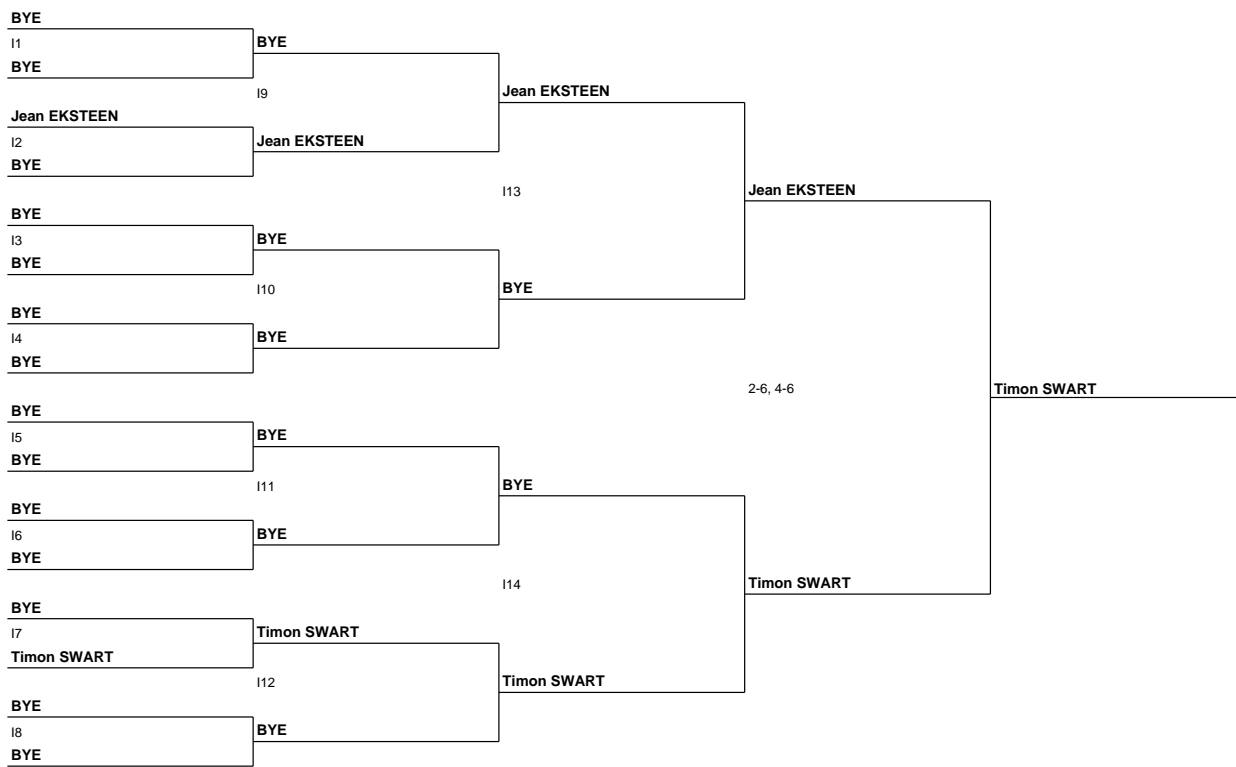 BYE
I1
BYE
BYE
I9
Jean EKSTEEN
Jean EKSTEEN
I2
Jean EKSTEEN
BYE
I13
Jean EKSTEEN
BYE
I3
BYE
BYE
I10
BYE
BYE
I4
BYE
BYE
2-6, 4-6
Timon SWART
BYE
I5
BYE
BYE
I11
BYE
BYE
I6
BYE
BYE
I14
Timon SWART
BYE
I7
Timon SWART
Timon SWART
I12
Timon SWART
BYE
I8
BYE
BYE